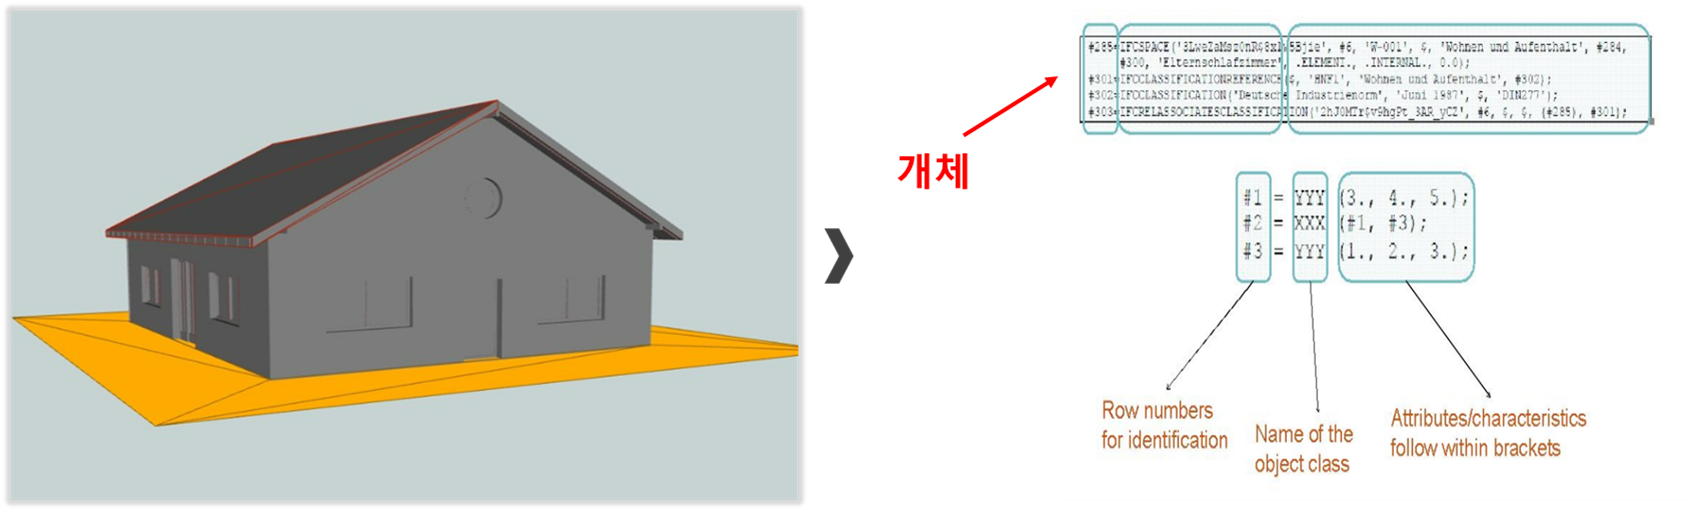 #285=IFCSPACE('3LweZaMsz0nR$8xlw5Bjie', #6, 'W-001', $, 'Wohnen und Aufenthalt', #284,
#300, 'Elternschlafzimmer', .ELEMENT., .INTERNAL., 0.0);
#301=IFCCLASSIFICATIONREFERENCE($, 'HNF1', 'Wohnen und Aufenthalt', #302);
#302=IFCCLASSIFICATION('Deutsche Industrienorm', 'Juni 1987', $, 'DIN277');
#303=IFCRELASSOCIATESCLASSIFICATION('2hJ0MTr$v9hgPt_3AR_yCZ', #6, $, $, (#285), #301);
개체
#1 = YYY (3., 4., 5.);
#2 = XXX (#1, #3);
#3 = YYY (1., 2., 3.);
Row numbers
for identification
Name of the
object class
Attributes/characteristics
follow within brackets